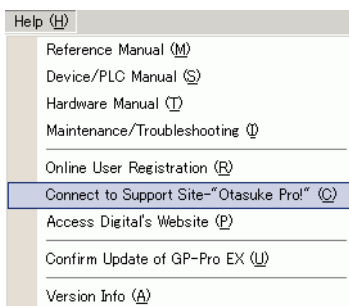 Help (H)
Reference Manual (M)
Device/PLC Manual (S)
Hardware Manual (T)
Maintenance/Troubleshooting (I)
Online User Registration (R)
Connect to Support Site-"Otasuke Pro!" (C)
Access Digital's Website (P)
Confirm Update of GP-Pro EX (U)
Version Info (A)